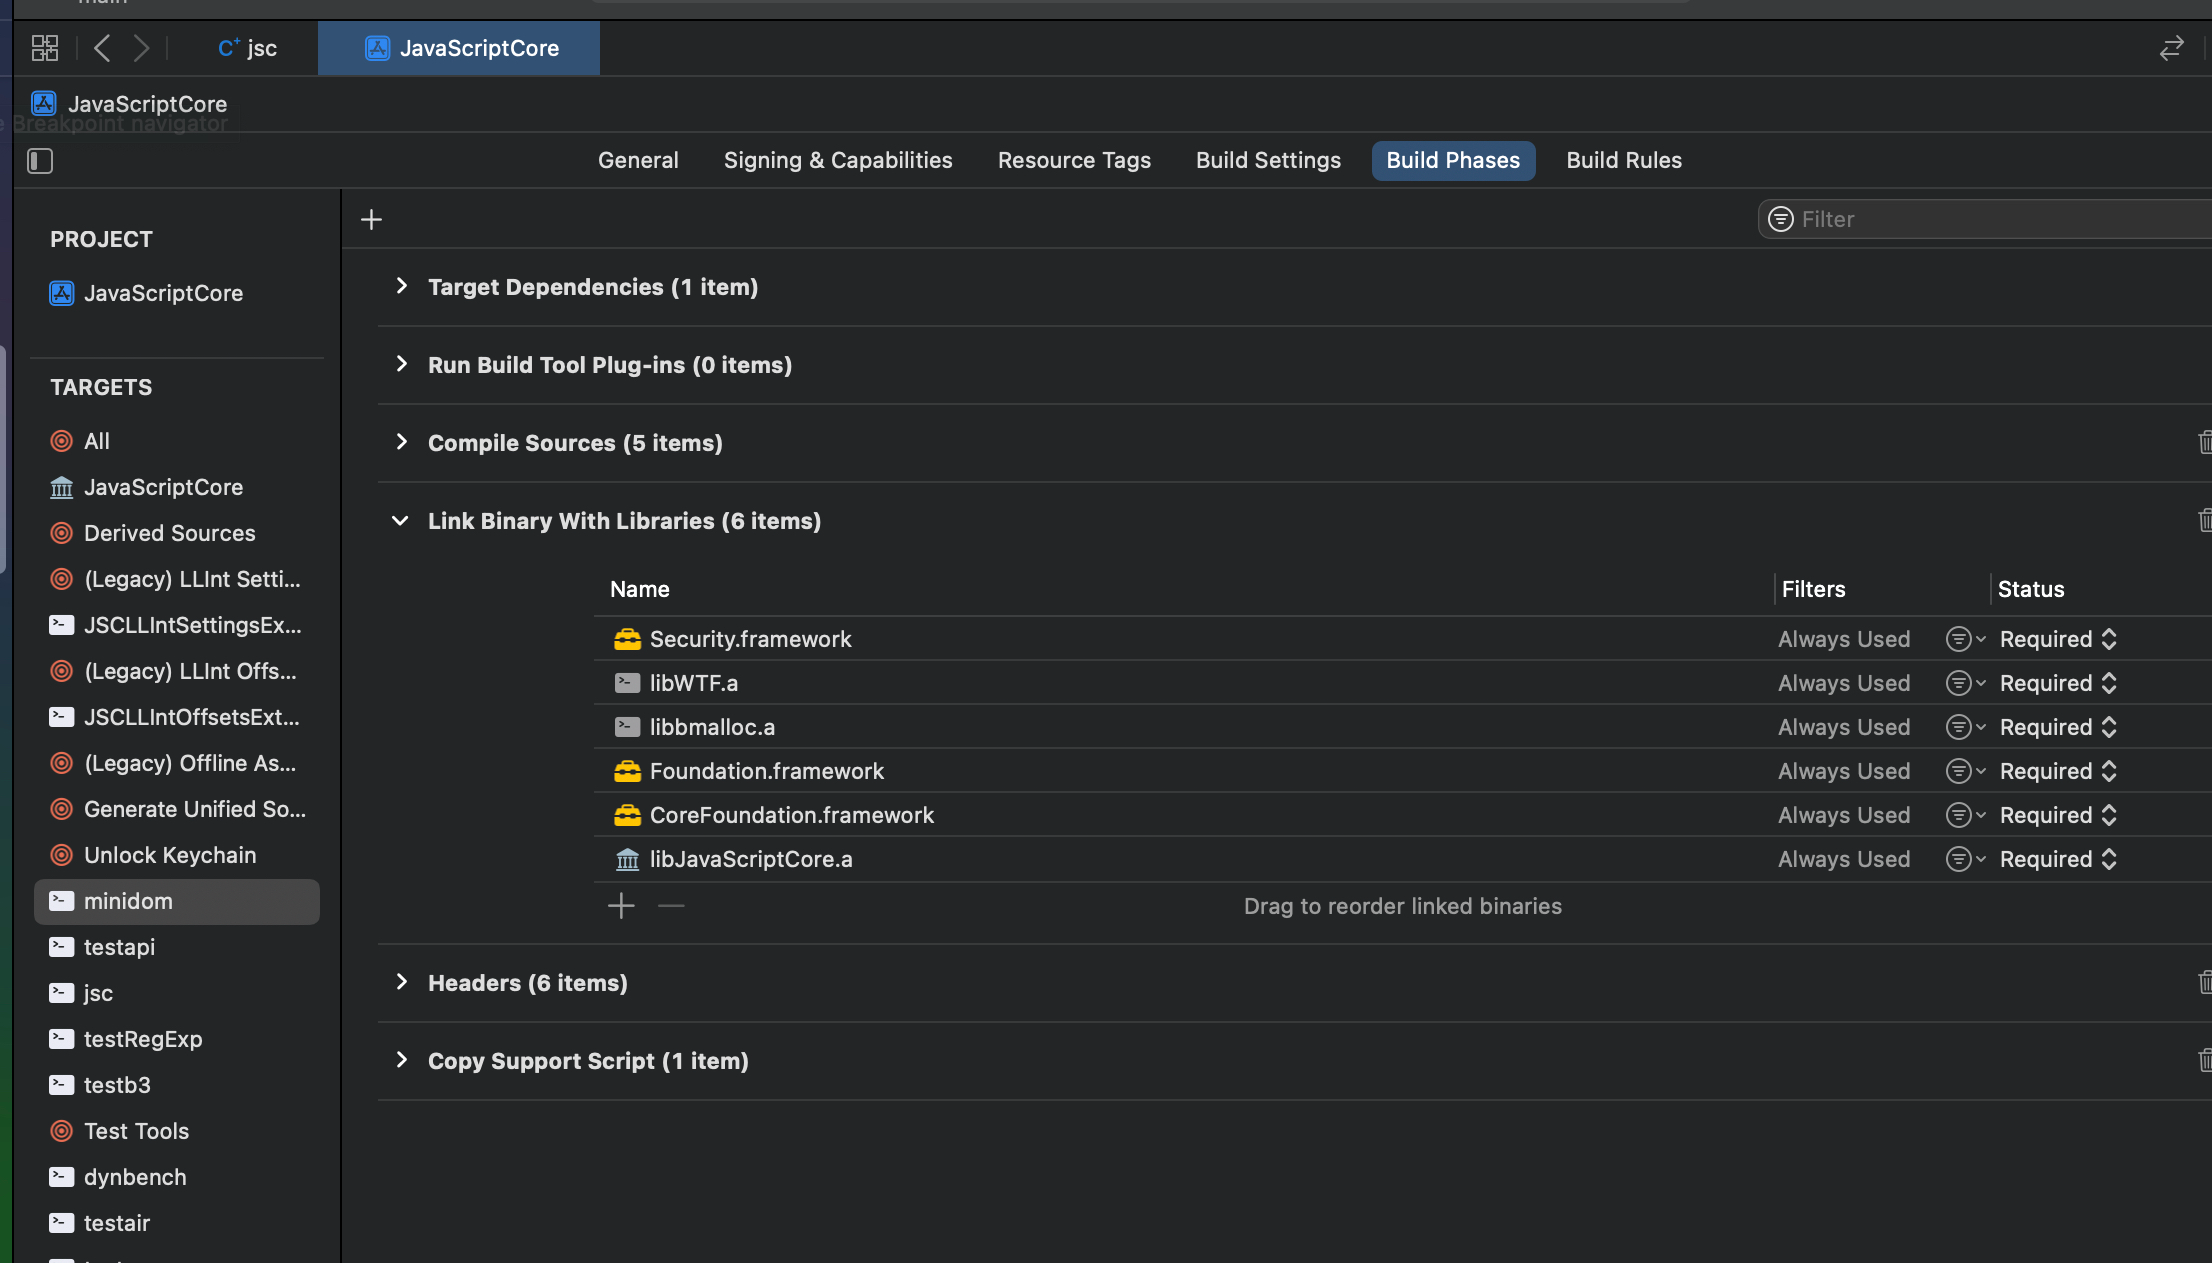 jsc
JavaScriptCore
JavaScriptCore
Breakpoint navigator
General
Signing & Capabilities
Resource Tags
Build Settings
Build Phases
Build Rules
Filter
PROJECT
JavaScriptCore
TARGETS
All
JavaScriptCore
Derived Sources
(Legacy) LLInt Setti...
JSCLLIntSettingsEx...
(Legacy) LLInt Offs...
JSCLLIntOffsetsExt...
(Legacy) Offline As...
Generate Unified So...
Unlock Keychain
minidom
testapi
jsc
testRegExp
testb3
Test Tools
dynbench
testair
Target Dependencies (1 item)
Run Build Tool Plug-ins (0 items)
Compile Sources (5 items)
Link Binary With Libraries (6 items)
Name Filters Status
Security.framework Always Used Required
libWTF.a Always Used Required
libbmalloc.a Always Used Required
Foundation.framework Always Used Required
CoreFoundation.framework Always Used Required
libJavaScriptCore.a Always Used Required
Drag to reorder linked binaries
Headers (6 items)
Copy Support Script (1 item)